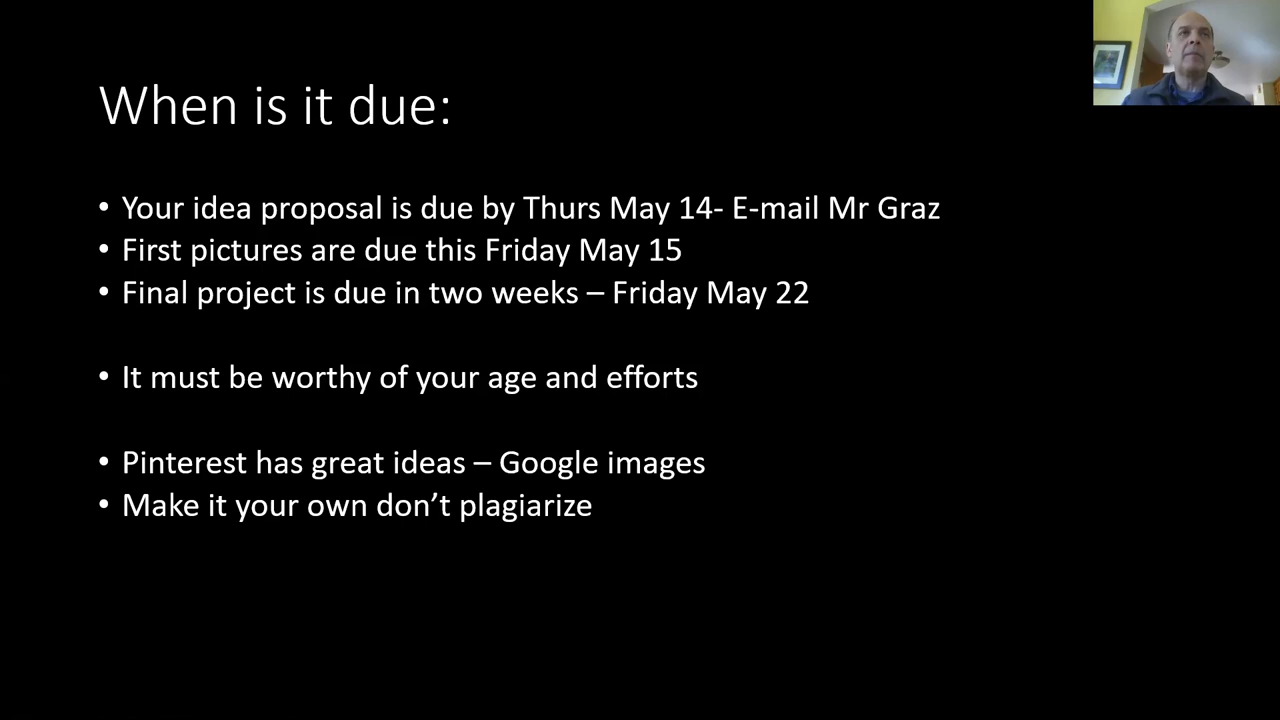 When is it due:
• Your idea proposal is due by Thurs May 14- E-mail Mr Graz
• First pictures are due this Friday May 15
• Final project is due in two weeks – Friday May 22
• It must be worthy of your age and efforts
• Pinterest has great ideas – Google images
• Make it your own don’t plagiarize